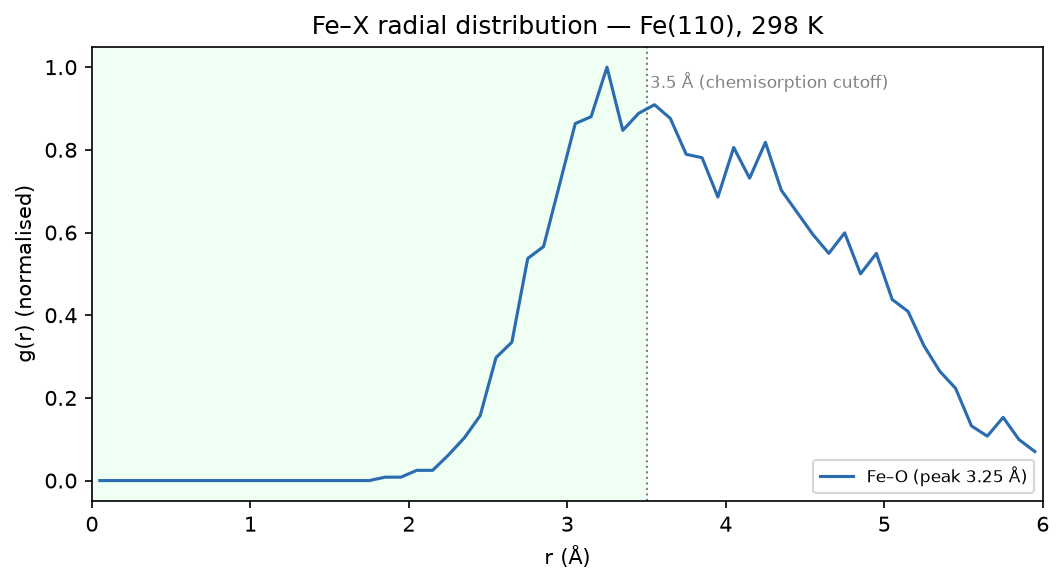 Fe–X radial distribution — Fe(110), 298 K
3.5 Å (chemisorption cutoff)
g(r) (normalised)
1.0
0.8
0.6
0.4
0.2
0.0
Fe–O (peak 3.25 Å)
0 1 2 3 4 5 6
r (Å)